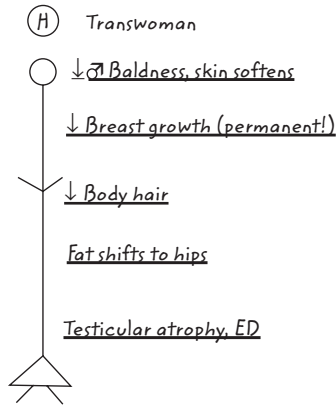 H Transwoman
↓♂ Baldness, skin softens
↓ Breast growth (permanent!)
↓ Body hair
Fat shifts to hips
Testicular atrophy, ED